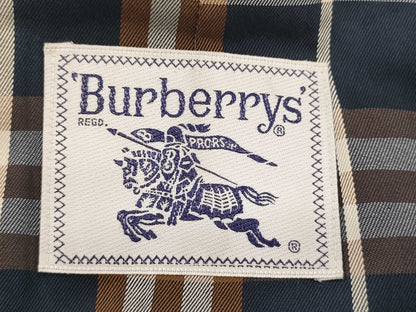 'Burberrys'
REGD. ®
B PRORSUM
®